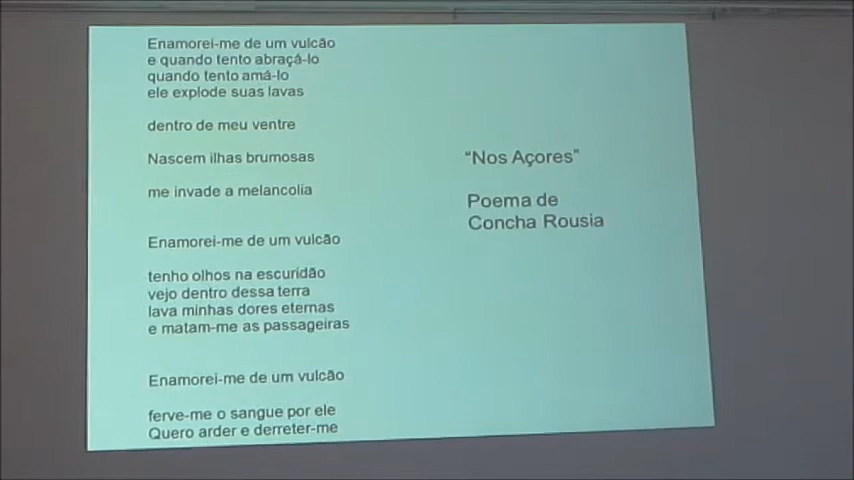 Enamorei-me de um vulcão
e quando tento abraçá-lo
quando tento amá-lo
ele explode suas lavas
dentro de meu ventre
Nascem ilhas brumosas
me invade a melancolia
Enamorei-me de um vulcão
tenho olhos na escuridão
vejo dentro dessa terra
lava minhas dores eternas
e matam-me as passageiras
Enamorei-me de um vulcão
ferve-me o sangue por ele
Quero arder e derreter-me
“Nos Açores”
Poema de
Concha Rousia